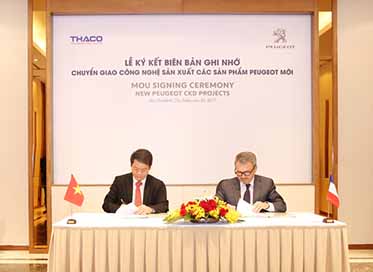 THACO
PEUGEOT
LỄ KÝ KẾT BIÊN BẢN GHI NHỚ
CHUYỂN GIAO CÔNG NGHỆ SẢN XUẤT CÁC SẢN PHẨM PEUGEOT MỚI
MOU SIGNING CEREMONY
NEW PEUGEOT CKD PROJECTS